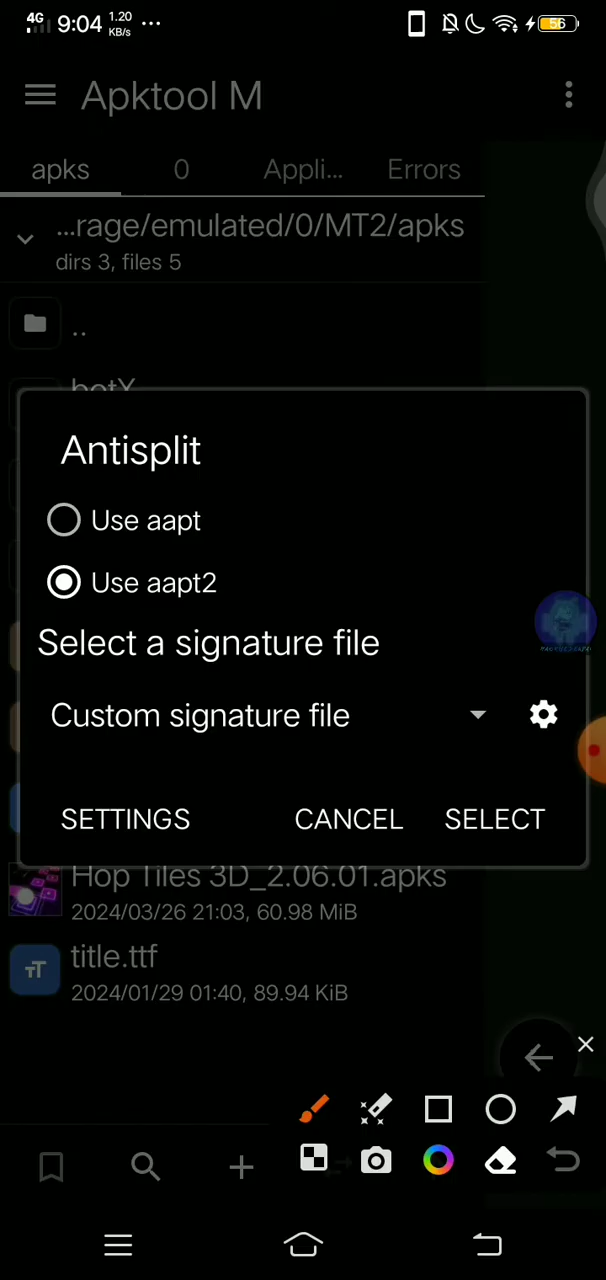 4G 9:04 1.20 KB/s ... 56
Apktool M
apks 0 Appli... Errors
...rage/emulated/0/MT2/apks
dirs 3, files 5
..
botX
Antisplit
Use aapt
Use aapt2
Select a signature file
Custom signature file
SETTINGS CANCEL SELECT
Hop Tiles 3D_2.06.01.apks
2024/03/26 21:03, 60.98 MiB
TT title.ttf
2024/01/29 01:40, 89.94 KiB